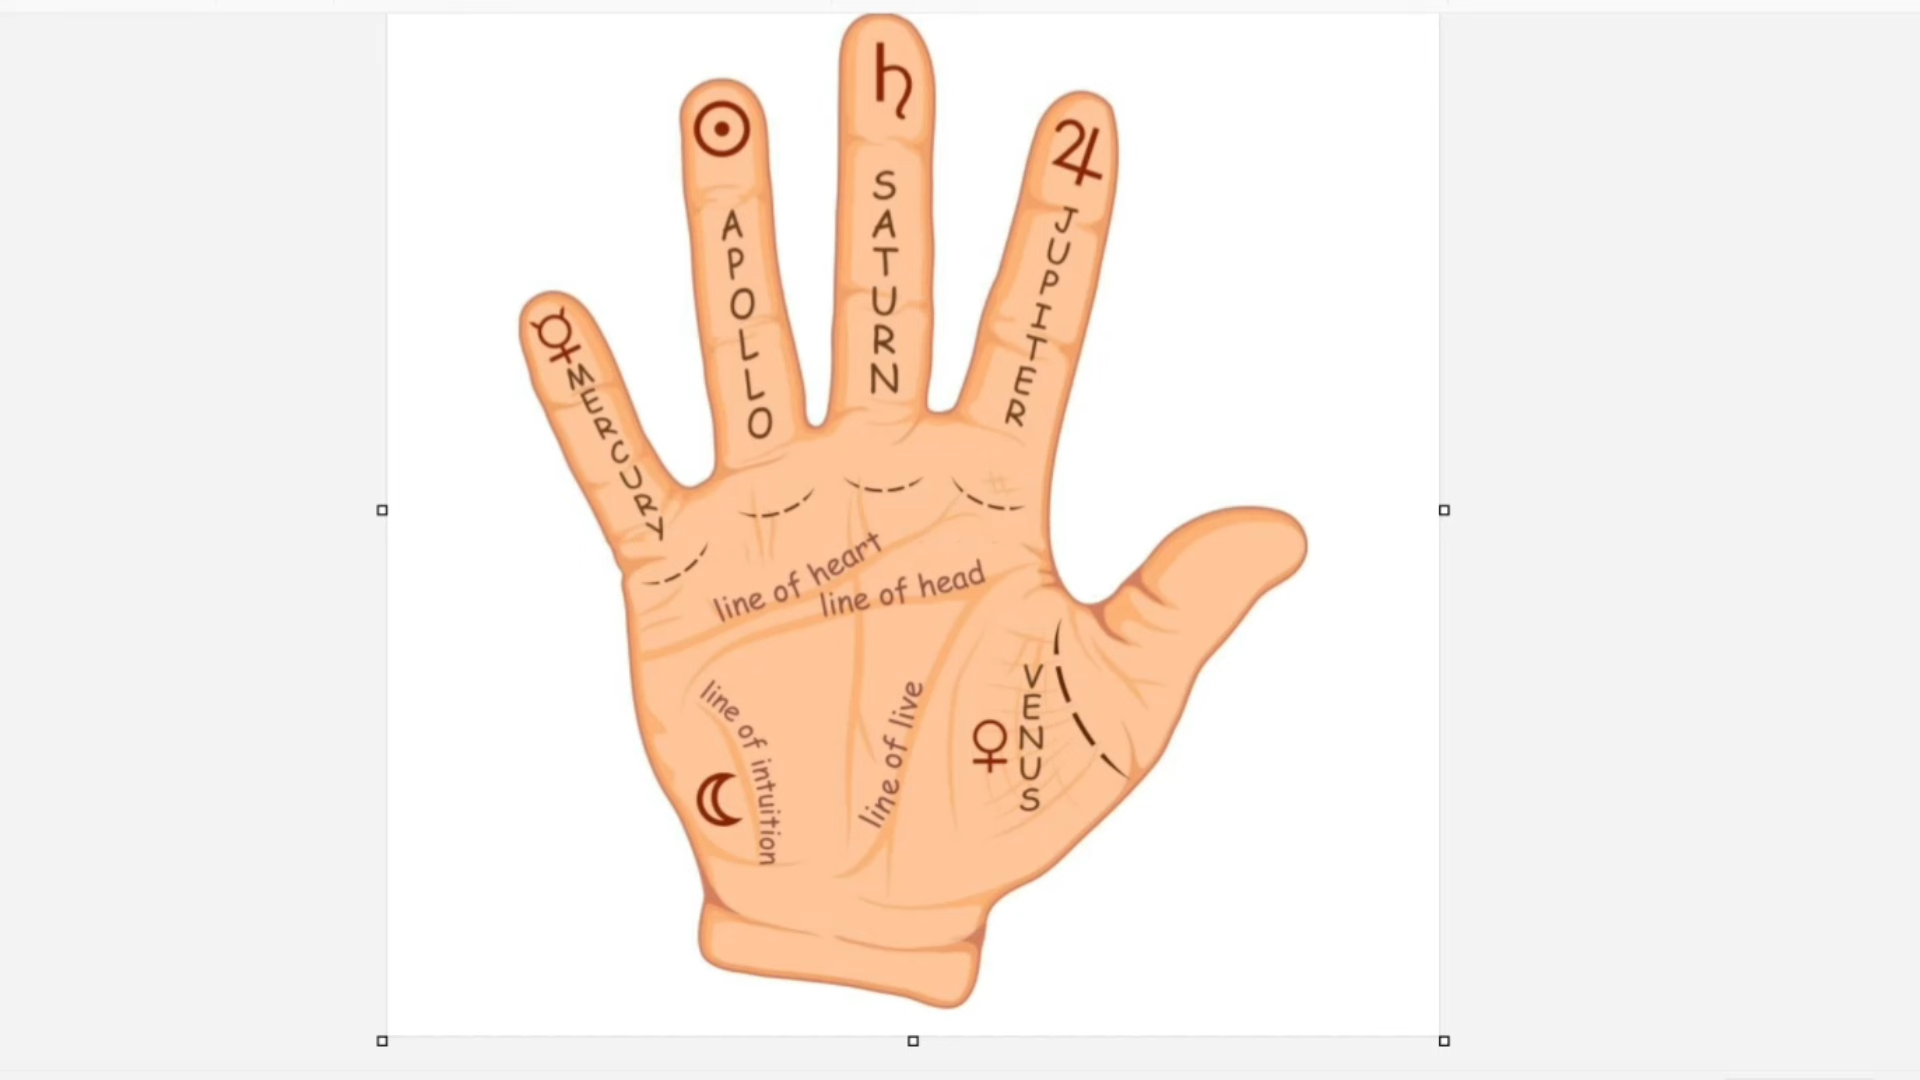 SATURN
APOLLO
JUPITER
MERCURY
line of heart
line of head
VENUS
line of intuition
line of live